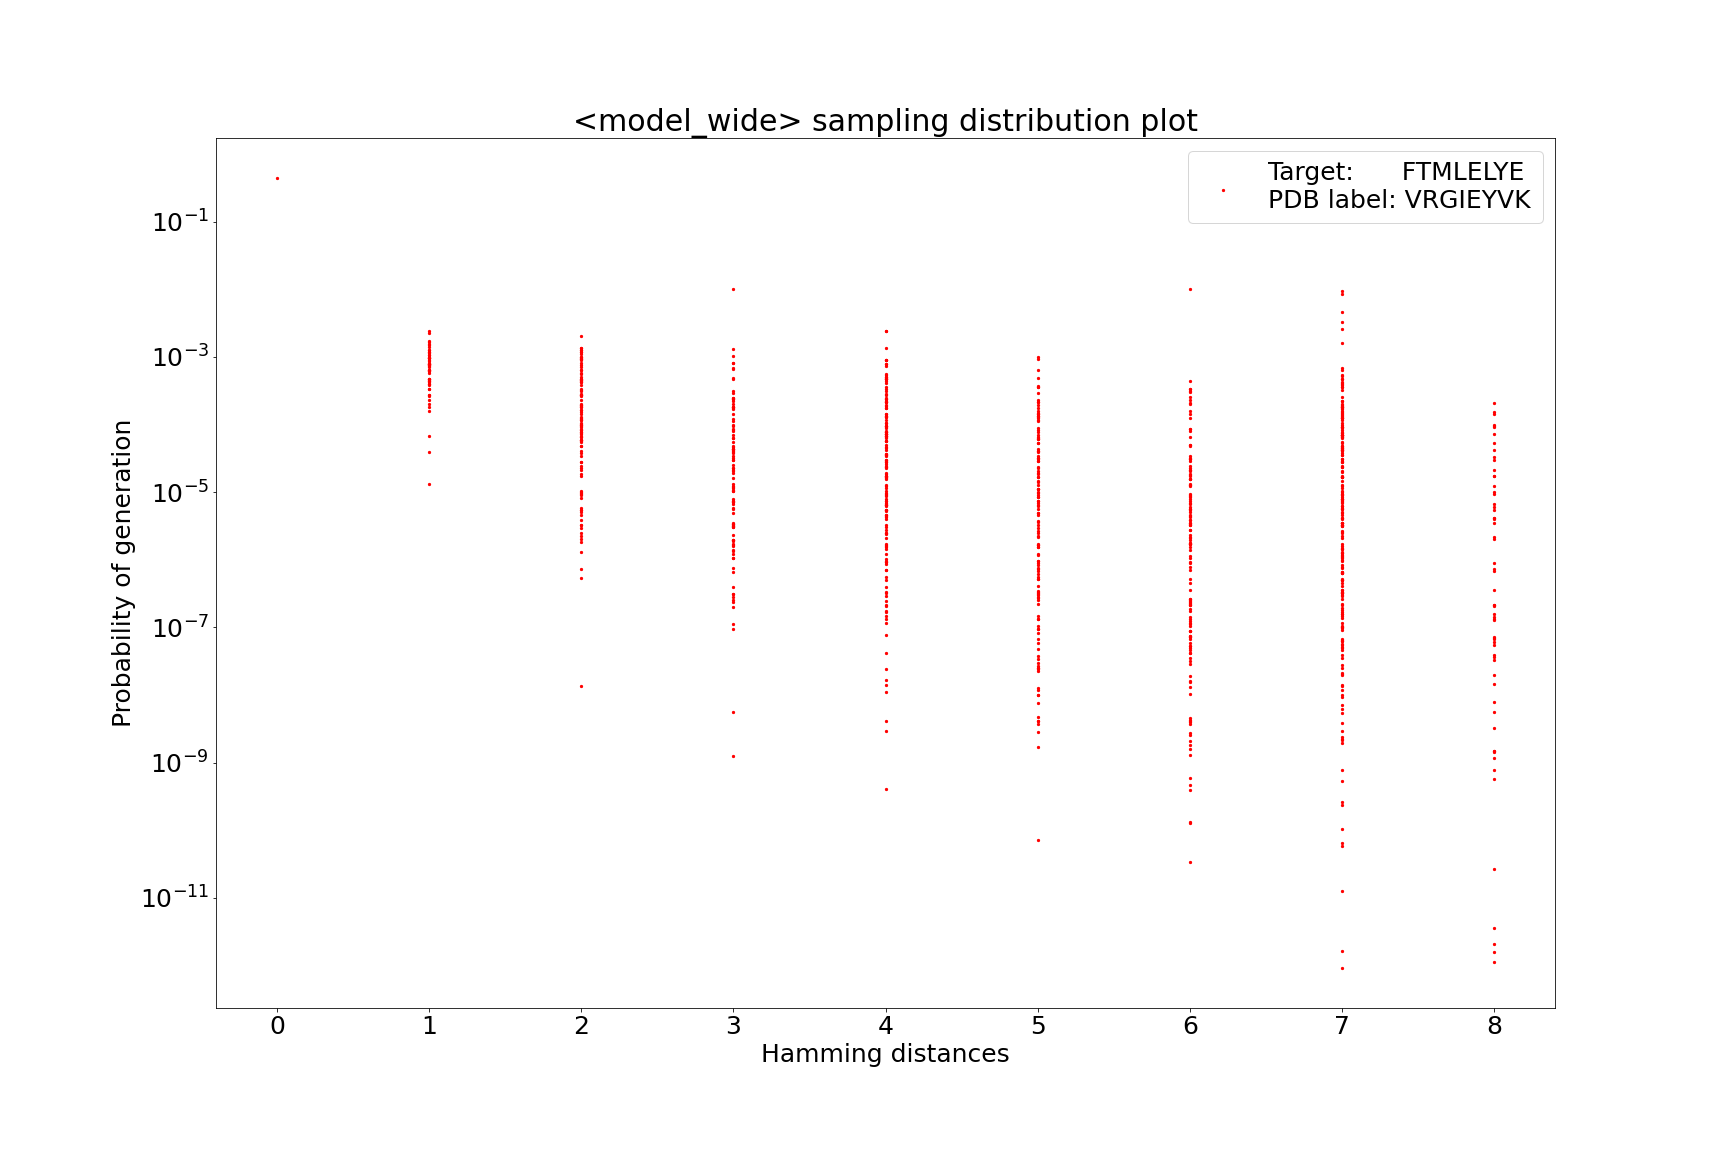 <model_wide> sampling distribution plot
Target: FTMLELYE
PDB label: VRGIEYVK
Probability of generation
10⁻¹
10⁻³
10⁻⁵
10⁻⁷
10⁻⁹
10⁻¹¹
0 1 2 3 4 5 6 7 8
Hamming distances